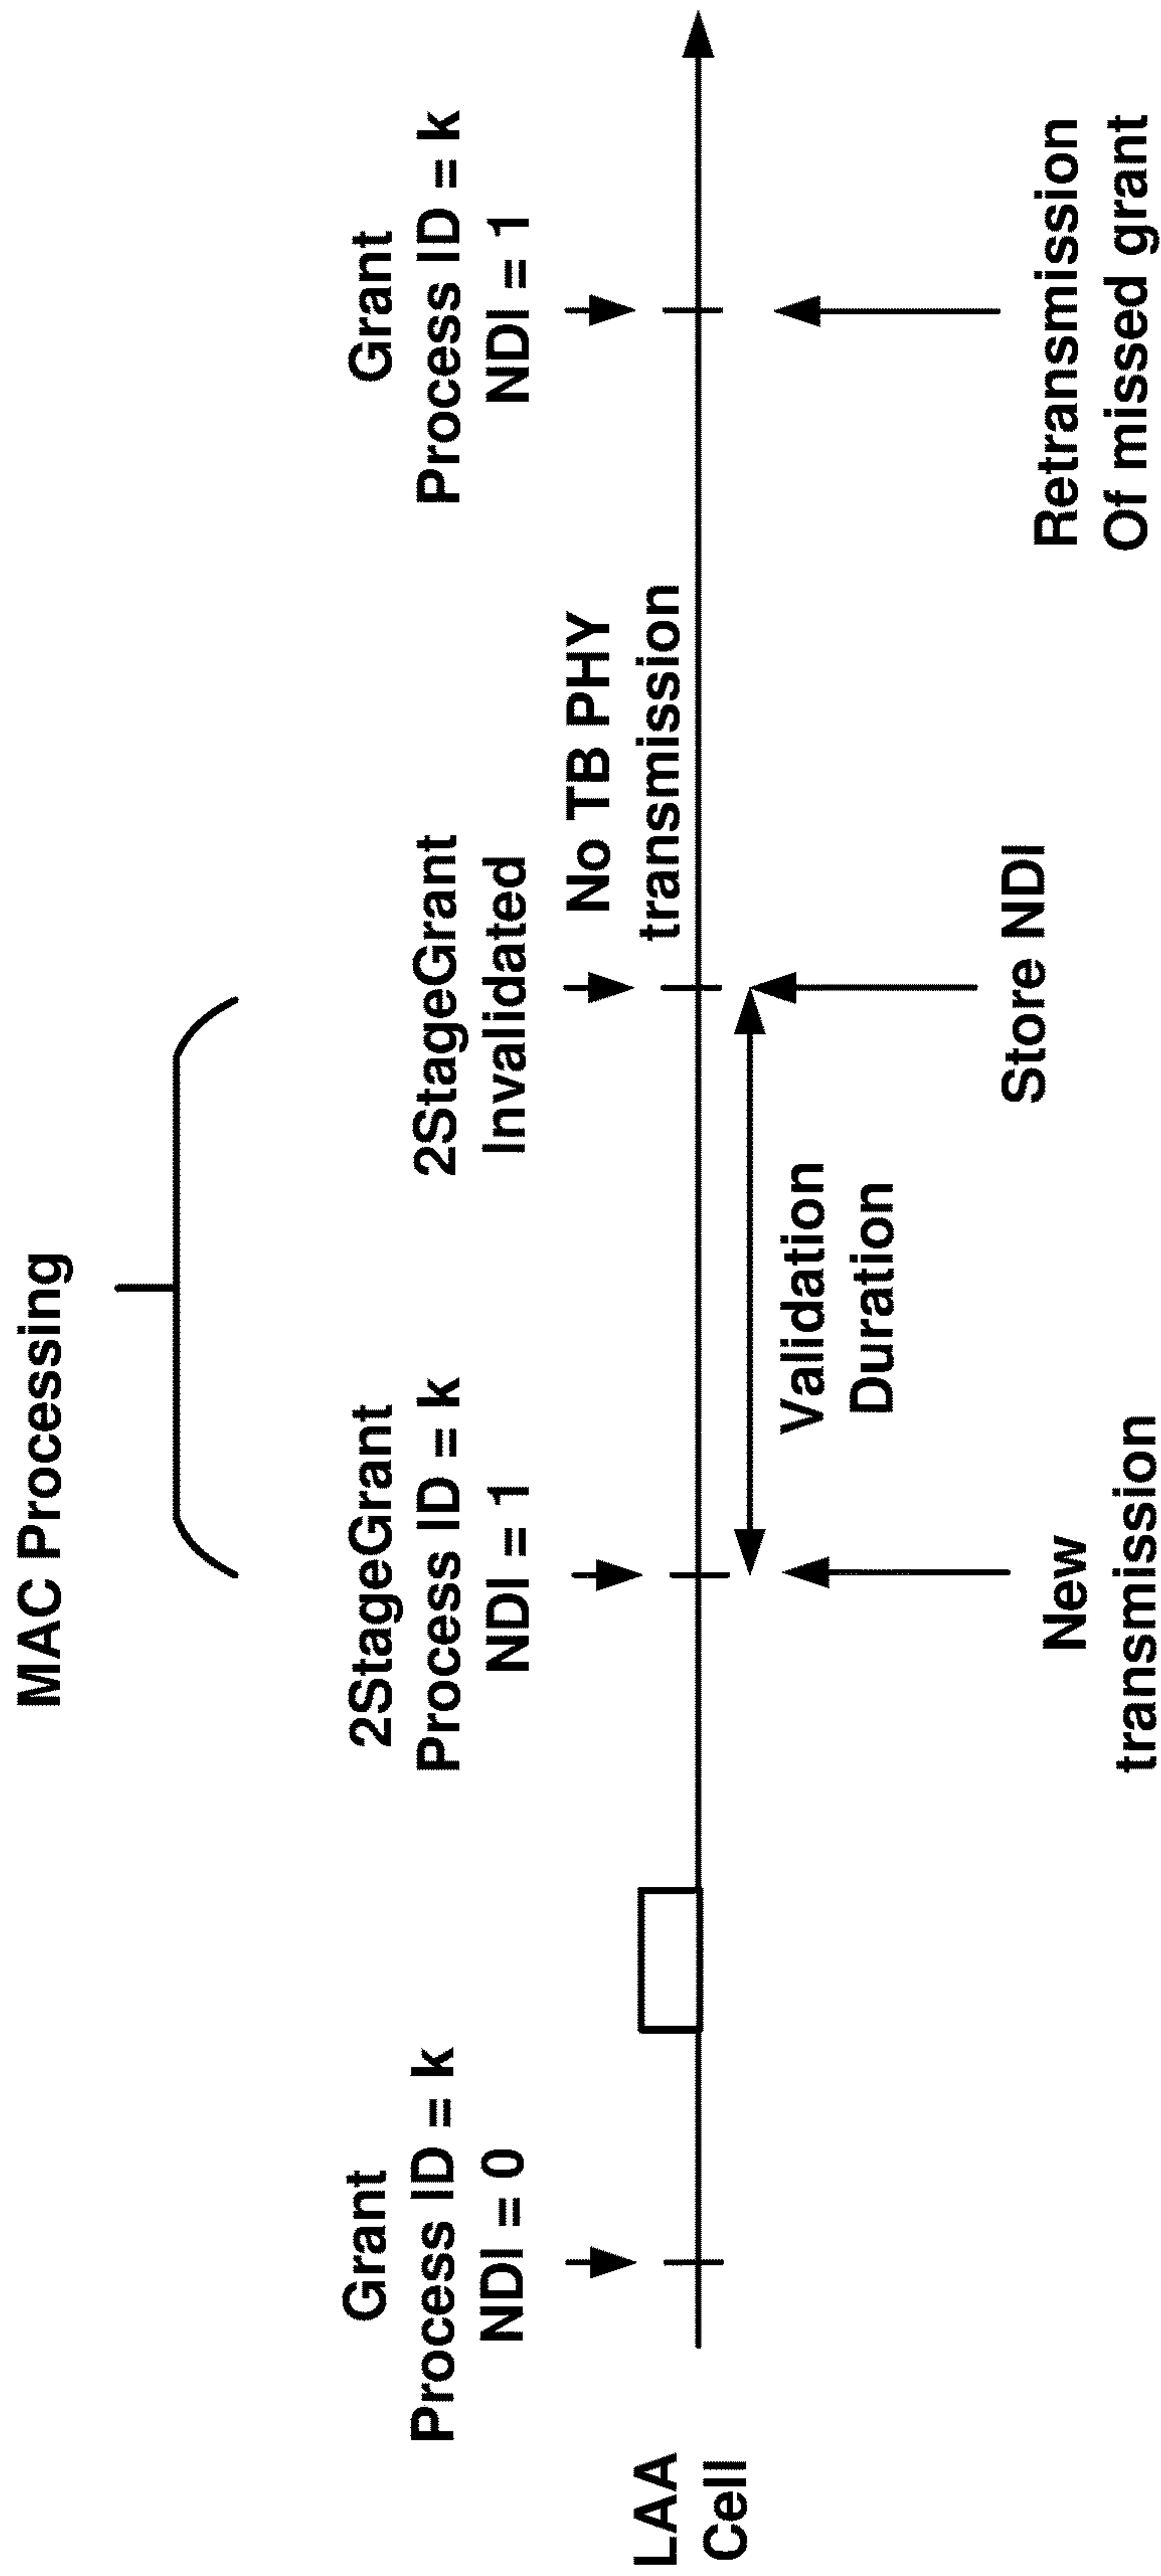 MAC Processing
Grant
Process ID = k
NDI = 0
2StageGrant
Process ID = k
NDI = 1
2StageGrant
Invalidated
No TB PHY
transmission
Grant
Process ID = k
NDI = 1
LAA
Cell
Validation
Duration
New
transmission
Store NDI
Retransmission
Of missed grant